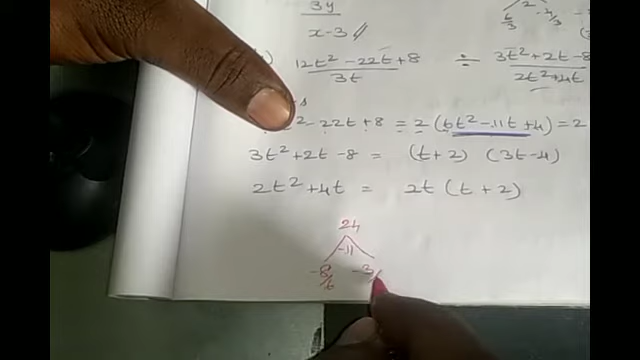 3y
x-3 //
12t² - 22t + 8 ÷ 3t² + 2t - 8
3t 2t² + 4t
² - 22t + 8 = 2 (6t² - 11t + 4) = 2
3t² + 2t - 8 = (t + 2) (3t - 4)
2t² + 4t = 2t (t + 2)
24
-11
-8/6 -3/